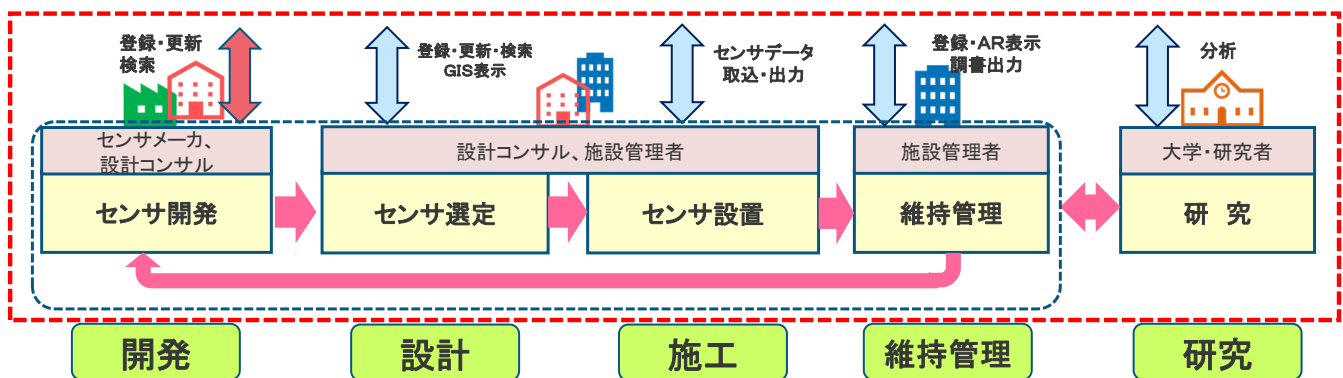 登録・更新
検索
登録・更新・検索
GIS表示
センサデータ
取込・出力
登録・AR表示
調書出力
分析
センサメーカ、
設計コンサル
設計コンサル、施設管理者
施設管理者
大学・研究者
センサ開発
センサ選定
センサ設置
維持管理
研 究
開発
設計
施工
維持管理
研究